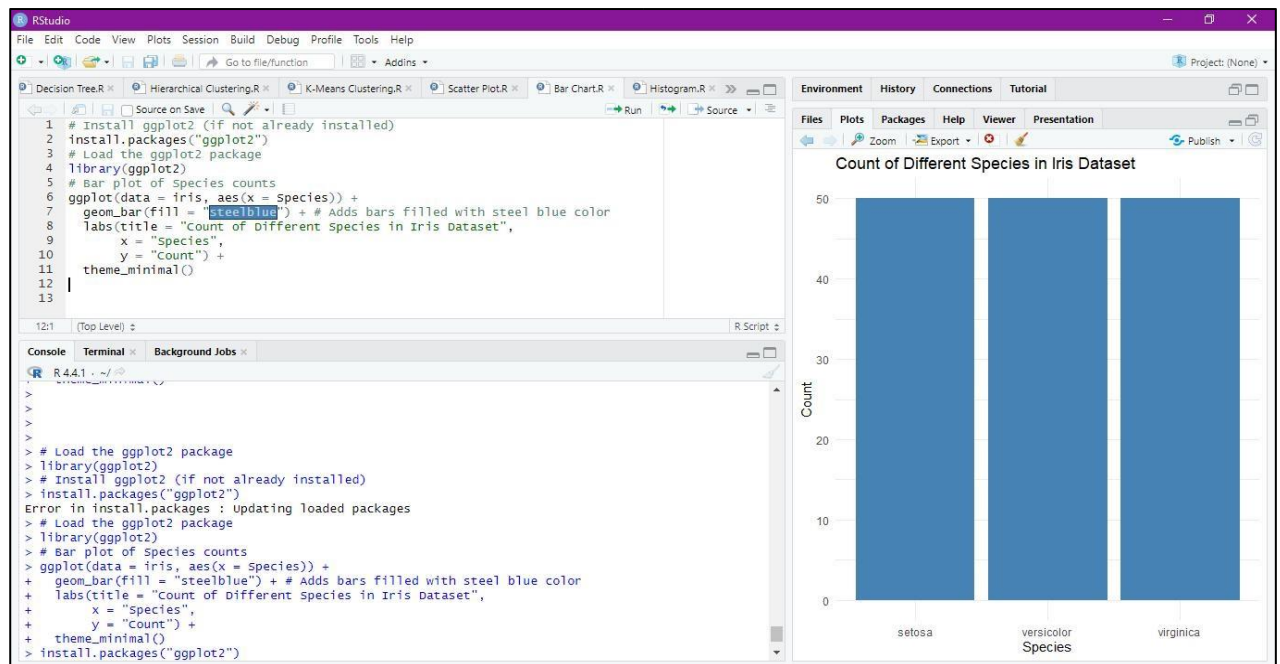 RStudio
File Edit Code View Plots Session Build Debug Profile Tools Help
Go to file/function Addins Project: (None)
Decision Tree.R Hierarchical Clustering.R K-Means Clustering.R Scatter Plot.R Bar Chart.R Histogram.R
Source on Save Run Source
1 # Install ggplot2 (if not already installed)
2 install.packages("ggplot2")
3 # Load the ggplot2 package
4 library(ggplot2)
5 # Bar plot of Species counts
6 ggplot(data = iris, aes(x = Species)) +
7   geom_bar(fill = "steelblue") + # Adds bars filled with steel blue color
8   labs(title = "Count of Different Species in Iris Dataset",
9        x = "Species",
10        y = "Count") +
11   theme_minimal()
12
13
12:1 (Top Level) R Script
Console Terminal Background Jobs
R 4.4.1 · ~/
+   theme_minimal()
>
>
>
>
> # Load the ggplot2 package
> library(ggplot2)
> # Install ggplot2 (if not already installed)
> install.packages("ggplot2")
Error in install.packages : Updating loaded packages
> # Load the ggplot2 package
> library(ggplot2)
> # Bar plot of Species counts
> ggplot(data = iris, aes(x = Species)) +
+   geom_bar(fill = "steelblue") + # Adds bars filled with steel blue color
+   labs(title = "Count of Different Species in Iris Dataset",
+        x = "Species",
+        y = "Count") +
+   theme_minimal()
> install.packages("ggplot2")
Environment History Connections Tutorial
Files Plots Packages Help Viewer Presentation
Zoom Export Publish
Count of Different Species in Iris Dataset
50
40
30
20
10
0
Count
setosa versicolor virginica
Species